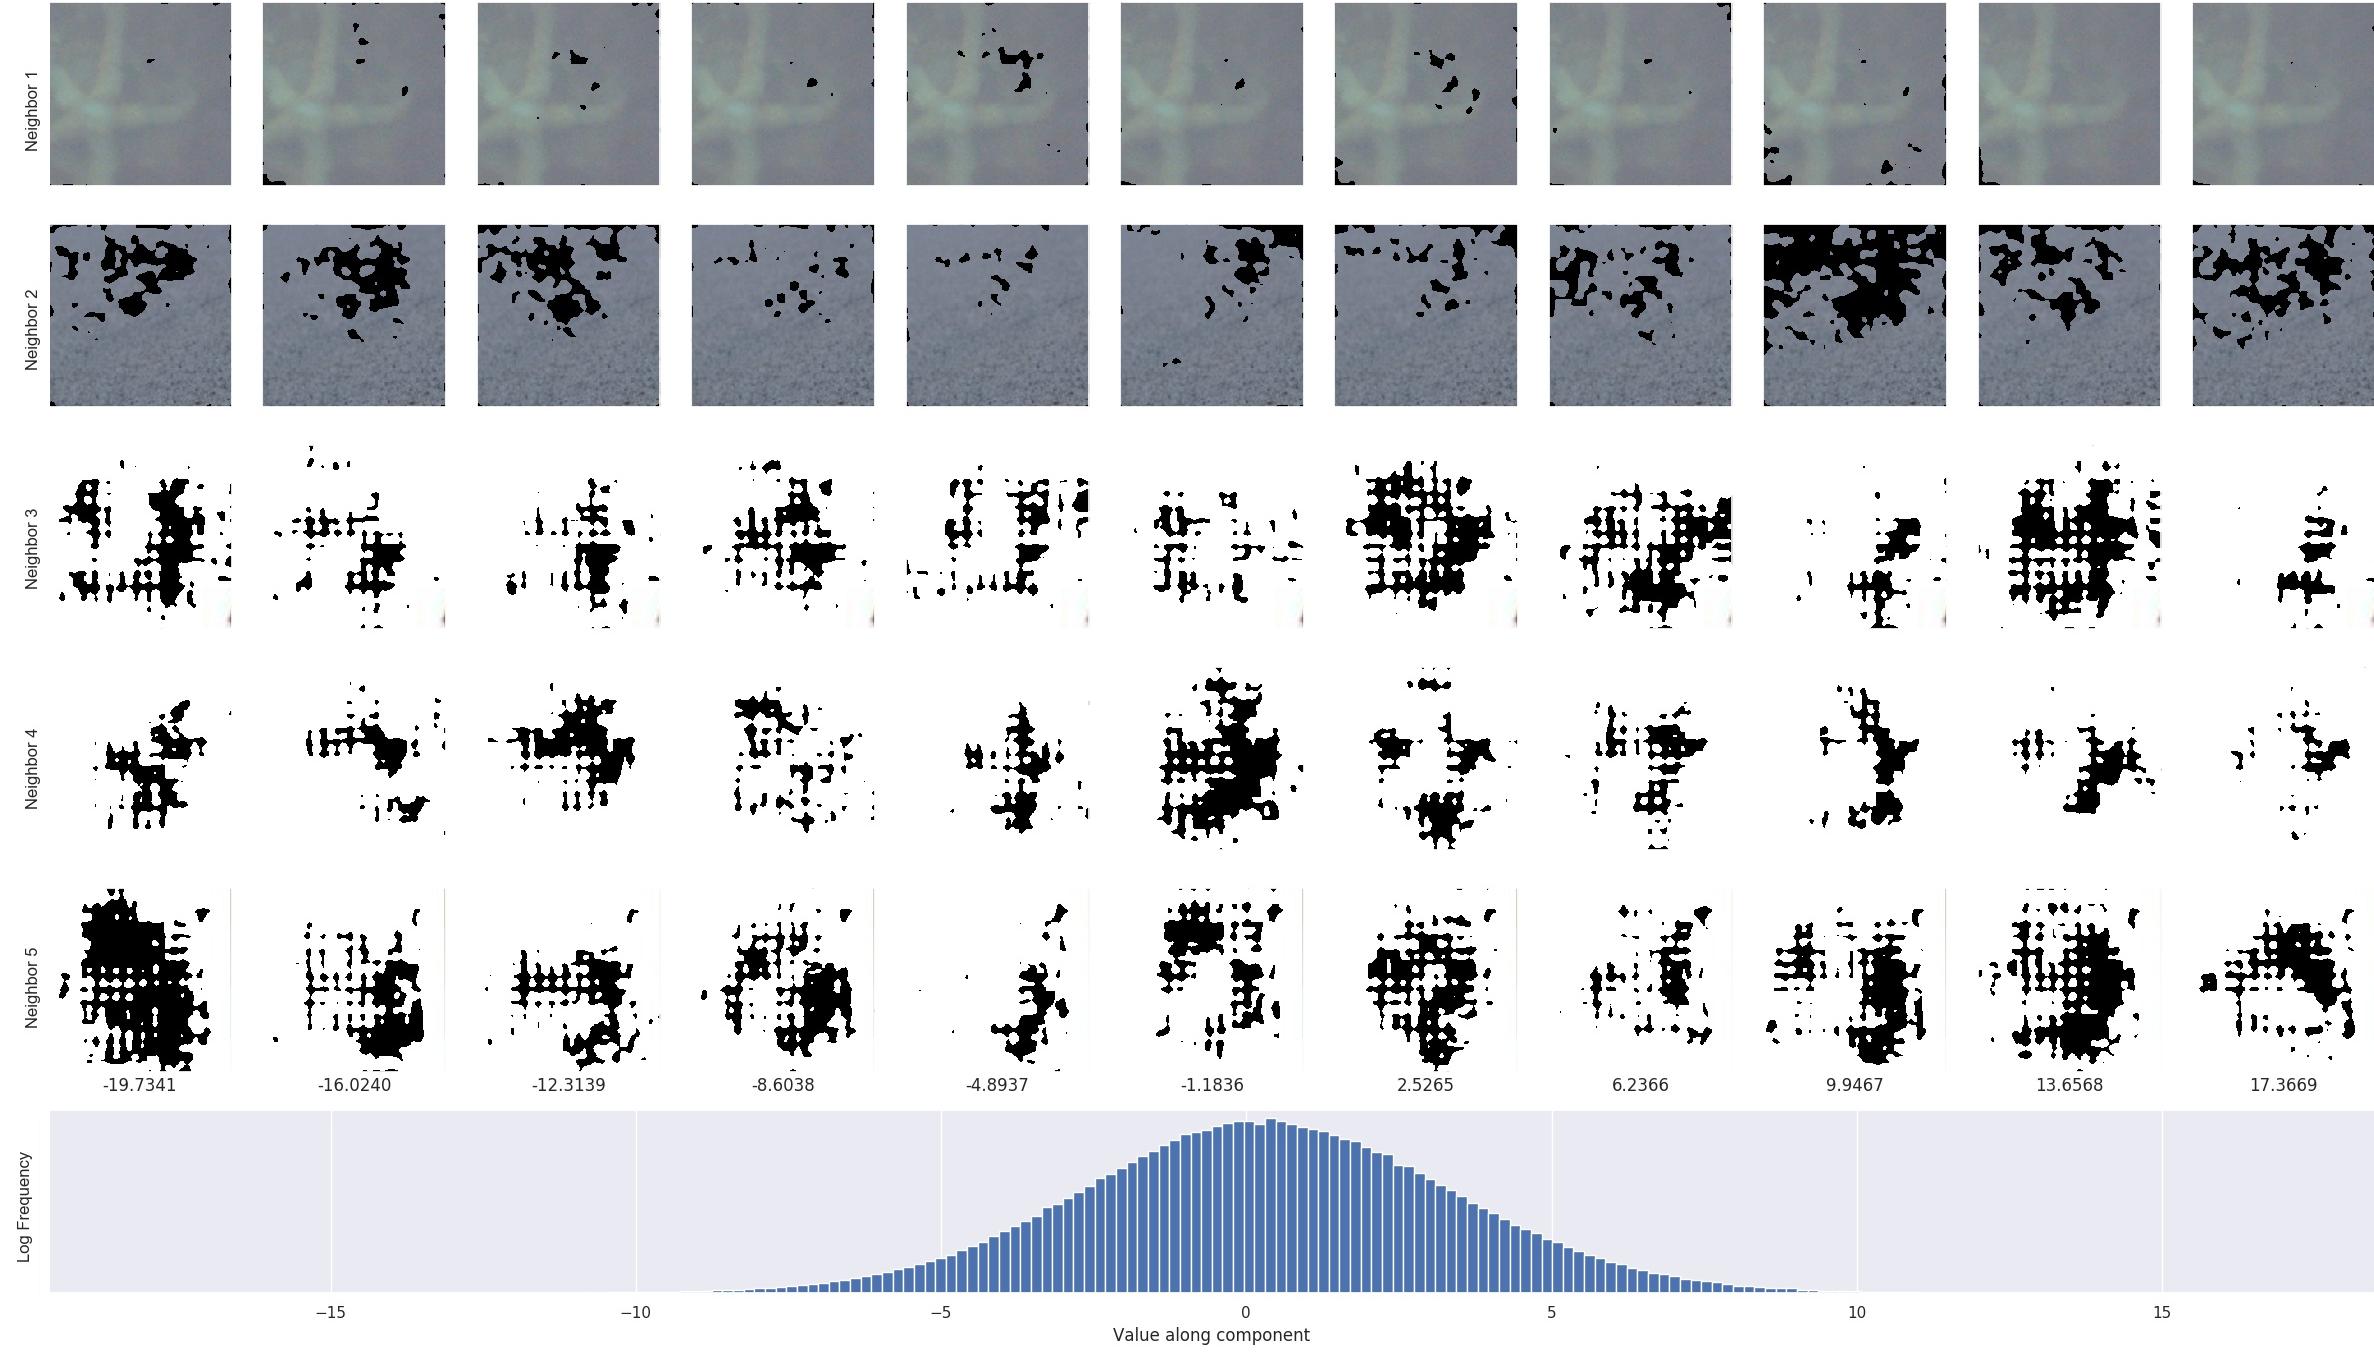 Neighbor 1
Neighbor 2
Neighbor 3
Neighbor 4
Neighbor 5
-19.7341 -16.0240 -12.3139 -8.6038 -4.8937 -1.1836 2.5265 6.2366 9.9467 13.6568 17.3669
Log Frequency
−15 −10 −5 0 5 10 15
Value along component